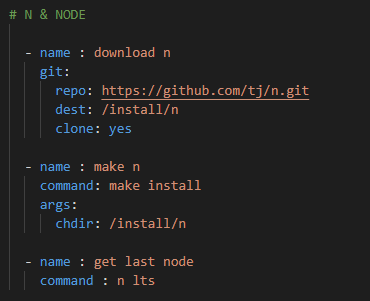 # N & NODE
- name : download n
git:
repo: https://github.com/tj/n.git
dest: /install/n
clone: yes
- name : make n
command: make install
args:
chdir: /install/n
- name : get last node
command : n lts